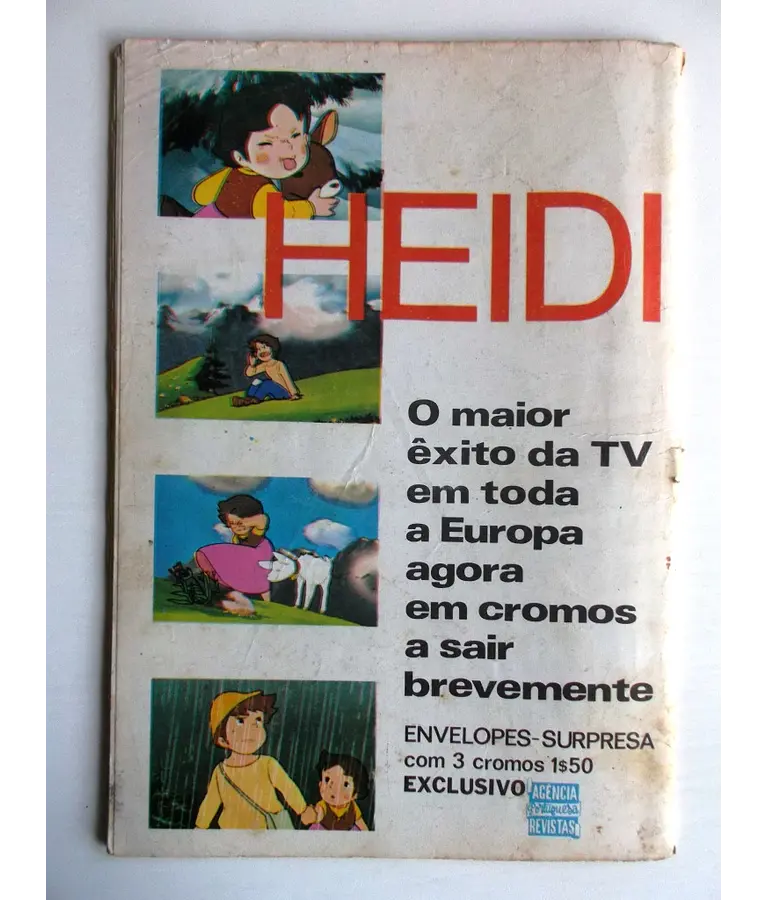 HEIDI
O maior
êxito da TV
em toda
a Europa
agora
em cromos
a sair
brevemente
ENVELOPES-SURPRESA
com 3 cromos 1$50
EXCLUSIVO
AGÊNCIA
portuguesa
REVISTAS